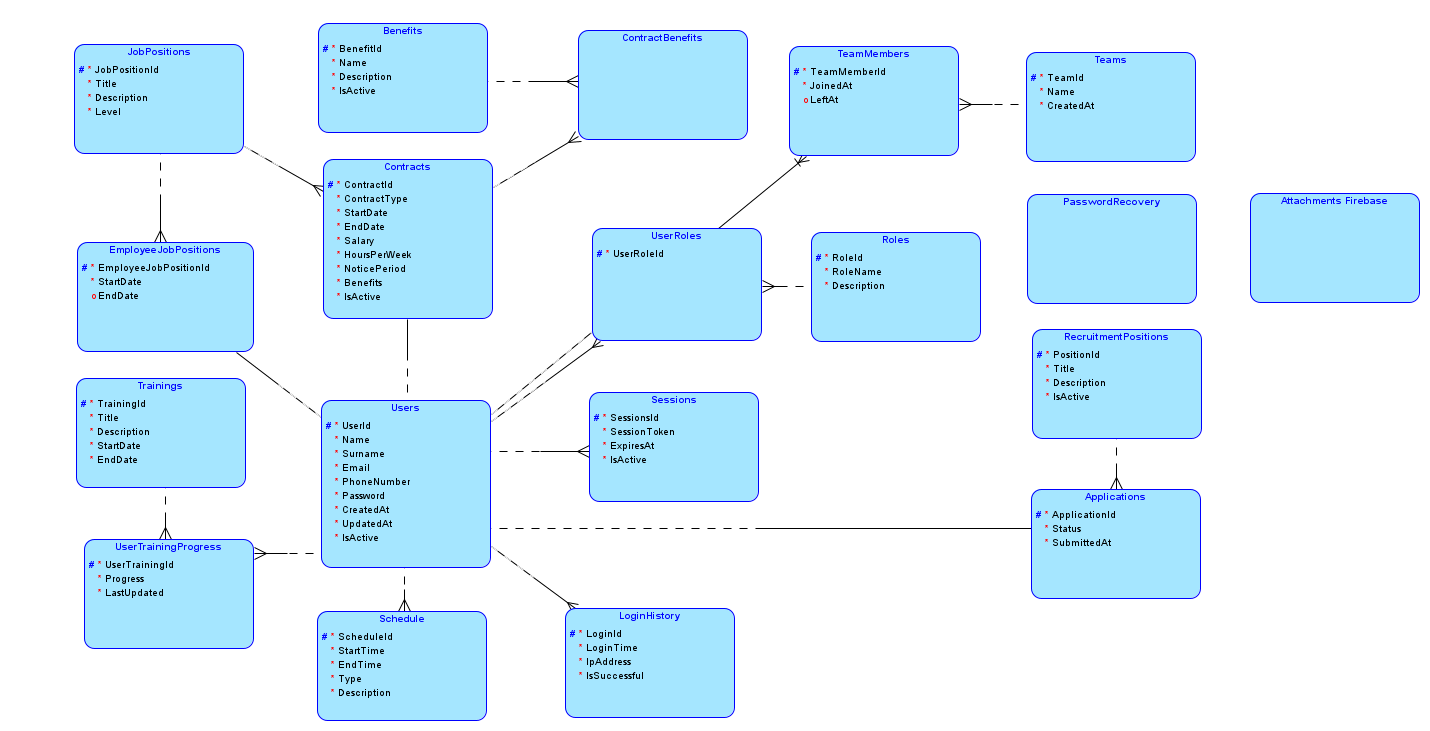 JobPositions
# * JobPositionId
* Title
* Description
* Level
Benefits
# * BenefitId
* Name
* Description
* IsActive
ContractBenefits
TeamMembers
# * TeamMemberId
* JoinedAt
o LeftAt
Teams
# * TeamId
* Name
* CreatedAt
Contracts
# * ContractId
* ContractType
* StartDate
* EndDate
* Salary
* HoursPerWeek
* NoticePeriod
* Benefits
* IsActive
PasswordRecovery
Attachments Firebase
EmployeeJobPositions
# * EmployeeJobPositionId
* StartDate
o EndDate
UserRoles
# * UserRoleId
Roles
# * RoleId
* RoleName
* Description
RecruitmentPositions
# * PositionId
* Title
* Description
* IsActive
Trainings
# * TrainingId
* Title
* Description
* StartDate
* EndDate
Users
# * UserId
* Name
* Surname
* Email
* PhoneNumber
* Password
* CreatedAt
* UpdatedAt
* IsActive
Sessions
# * SessionsId
* SessionToken
* ExpiresAt
* IsActive
Applications
# * ApplicationId
* Status
* SubmittedAt
UserTrainingProgress
# * UserTrainingId
* Progress
* LastUpdated
Schedule
# * ScheduleId
* StartTime
* EndTime
* Type
* Description
LoginHistory
# * LoginId
* LoginTime
* IpAddress
* IsSuccessful